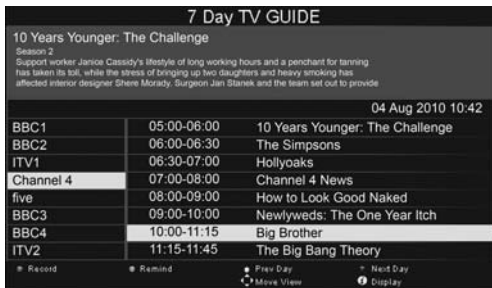 7 Day TV GUIDE
10 Years Younger: The Challenge
Season 2
Support worker Janice Cassidy's lifestyle of long working hours and a penchant for tanning
has taken its toll, while the stress of bringing up two daughters and heavy smoking has
affected interior designer Shere Morady. Surgeon Jan Stanek and the team set out to provide
04 Aug 2010 10:42
BBC1 05:00-06:00 10 Years Younger: The Challenge
BBC2 06:00-06:30 The Simpsons
ITV1 06:30-07:00 Hollyoaks
Channel 4 07:00-08:00 Channel 4 News
five 08:00-09:00 How to Look Good Naked
BBC3 09:00-10:00 Newlyweds: The One Year Itch
BBC4 10:00-11:15 Big Brother
ITV2 11:15-11:45 The Big Bang Theory
Record Remind Prev Day Next Day
Move View Display